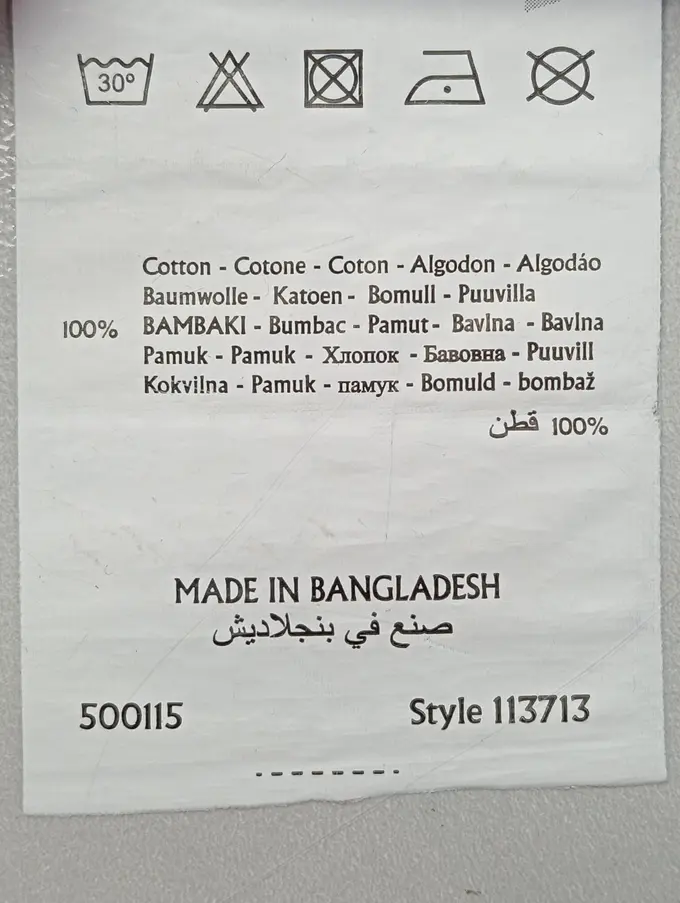 30°
Cotton - Cotone - Coton - Algodon - Algodáo
Baumwolle - Katoen - Bomull - Puuvilla
100% BAMBAKI - Bumbac - Pamut - Bavlna - Bavlna
Pamuk - Pamuk - Хлопок - Бавовна - Puuvill
Kokvilna - Pamuk - памук - Bomuld - bombaž
100% قطن
MADE IN BANGLADESH
صنع في بنجلاديش
500115 Style 113713